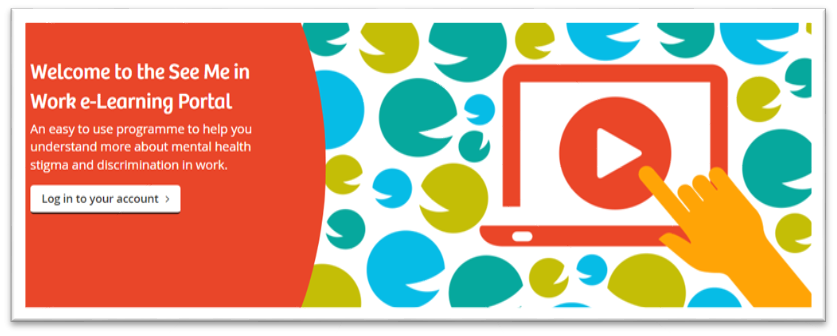 Welcome to the See Me in
Work e-Learning Portal
An easy to use programme to help you
understand more about mental health
stigma and discrimination in work.
Log in to your account >